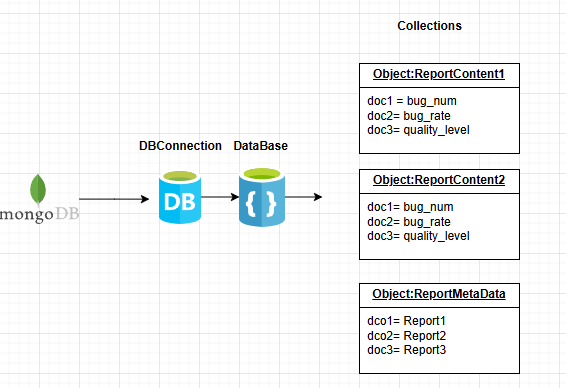 Collections
Object:ReportContent1
doc1 = bug_num
doc2= bug_rate
doc3= quality_level
DBConnection DataBase
Object:ReportContent2
doc1= bug_num
doc2= bug_rate
doc3= quality_level
mongoDB
DB
{ }
Object:ReportMetaData
dco1= Report1
dco2= Report2
doc3= Report3